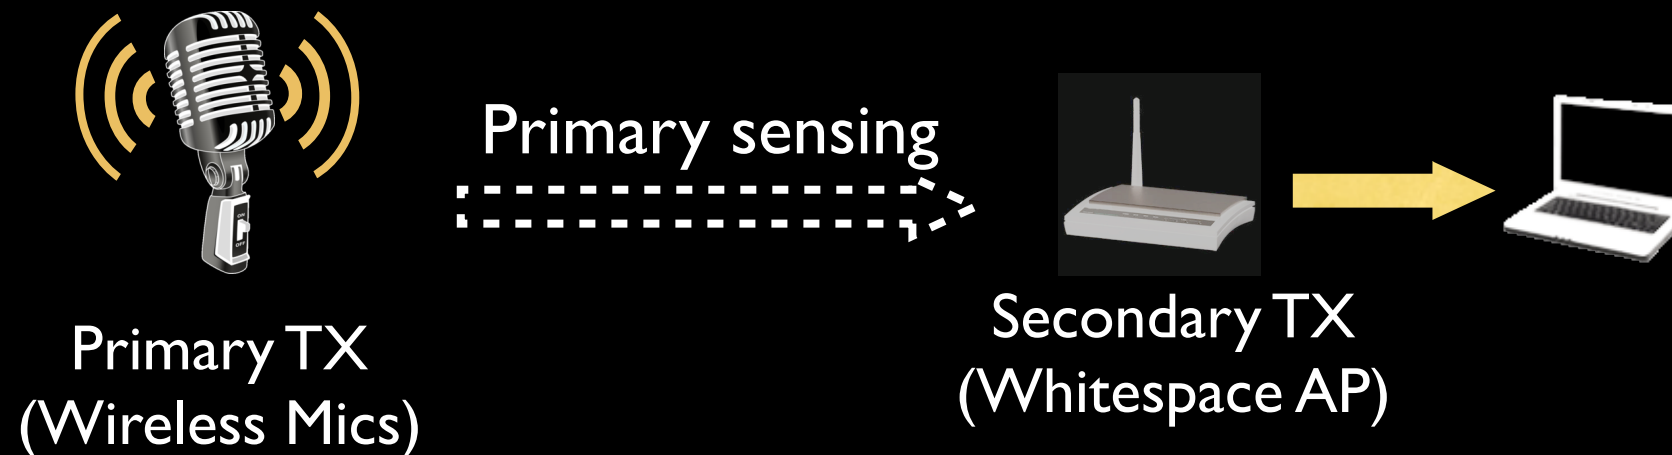 Primary sensing
Primary TX
(Wireless Mics)
Secondary TX
(Whitespace AP)